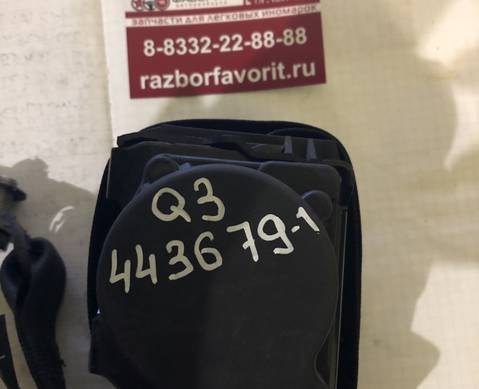 запчасти для легковых иномарок
8-8332-22-88-88
razborfavorit.ru
Q3
443679-1